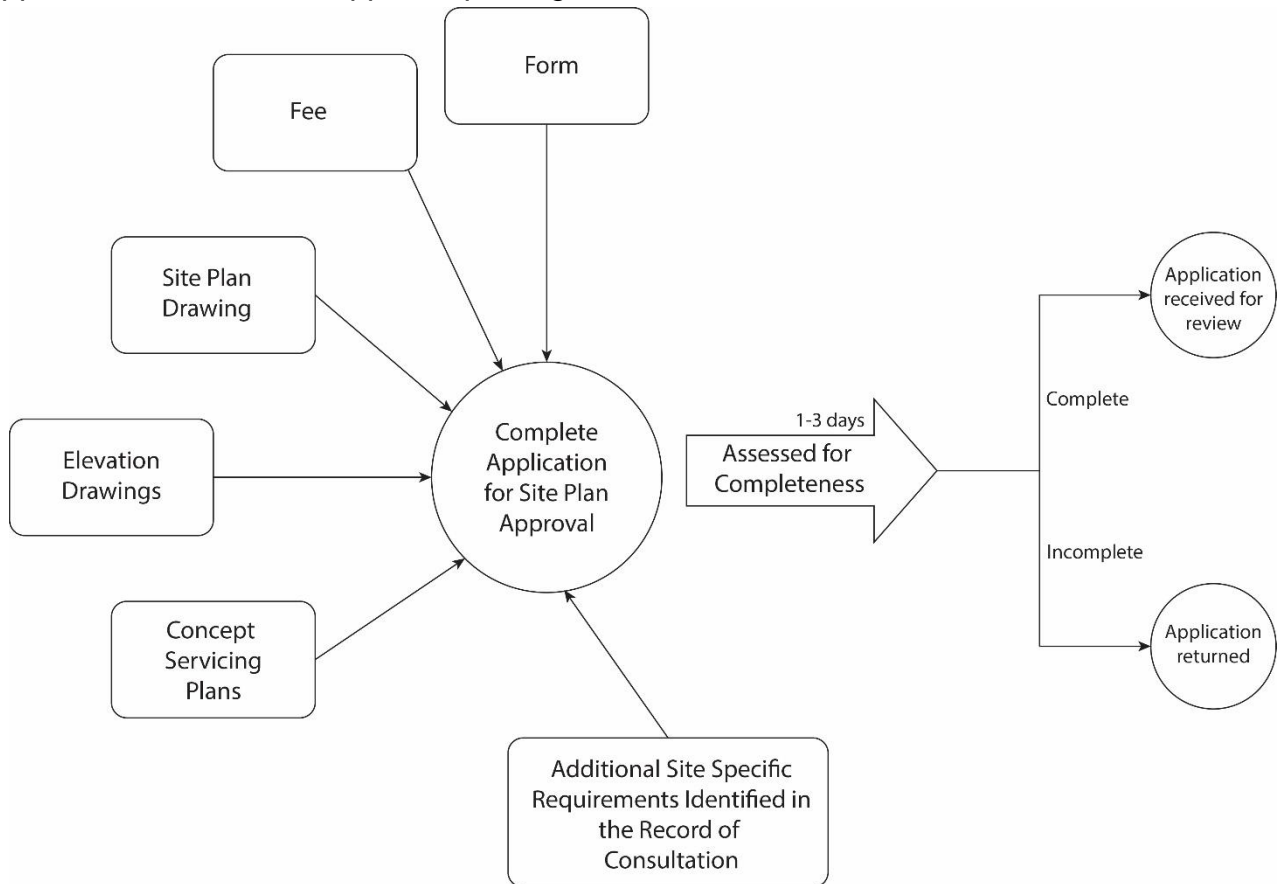 Form
Fee
Site Plan
Drawing
Elevation
Drawings
Concept
Servicing
Plans
Additional Site Specific
Requirements Identified in
the Record of
Consultation
Complete
Application
for Site Plan
Approval
1-3 days
Assessed for
Completeness
Complete
Incomplete
Application
received for
review
Application
returned